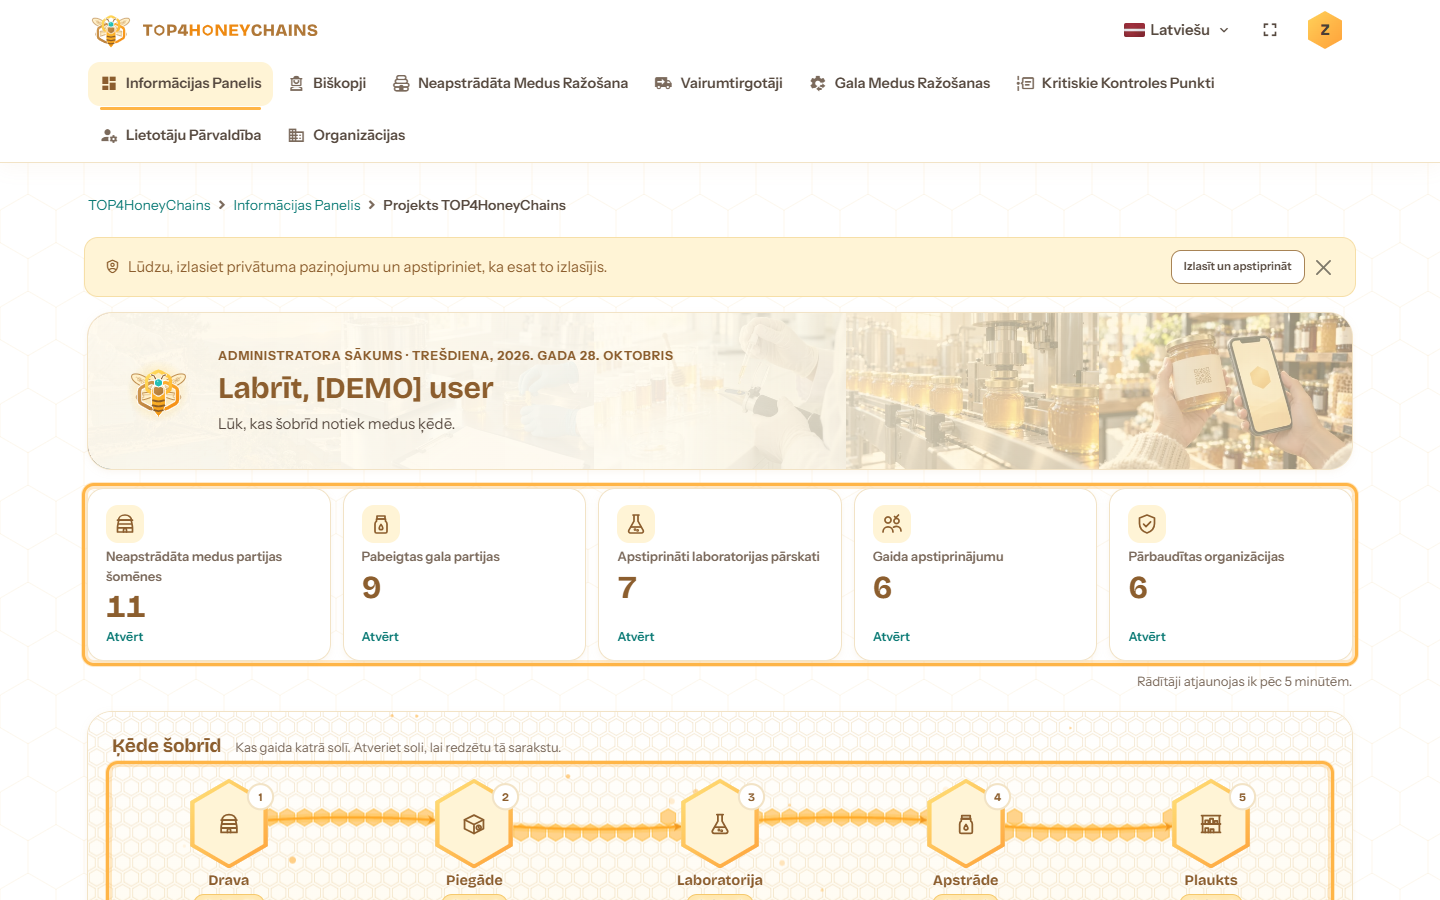 TOP4HONEYCHAINS
Latviešu
Z
Informācijas Panelis
Biškopji
Neapstrādāta Medus Ražošana
Vairumtirgotāji
Gala Medus Ražošanas
Kritiskie Kontroles Punkti
Lietotāju Pārvaldība
Organizācijas
TOP4HoneyChains > Informācijas Panelis > Projekts TOP4HoneyChains
Lūdzu, izlasiet privātuma paziņojumu un apstipriniet, ka esat to izlasījis.
Izlasīt un apstiprināt
ADMINISTRATORA SĀKUMS · TREŠDIENA, 2026. GADA 28. OKTOBRIS
Labrīt, [DEMO] user
Lūk, kas šobrīd notiek medus ķēdē.
Neapstrādāta medus partijas
šomēnes
11
Atvērt
Pabeigtas gala partijas
9
Atvērt
Apstiprināti laboratorijas pārskati
7
Atvērt
Gaida apstiprinājumu
6
Atvērt
Pārbaudītas organizācijas
6
Atvērt
Rādītāji atjaunojas ik pēc 5 minūtēm.
Ķēde šobrīd
Kas gaida katrā solī. Atveriet soli, lai redzētu tā sarakstu.
1
Drava
2
Piegāde
3
Laboratorija
4
Apstrāde
5
Plaukts